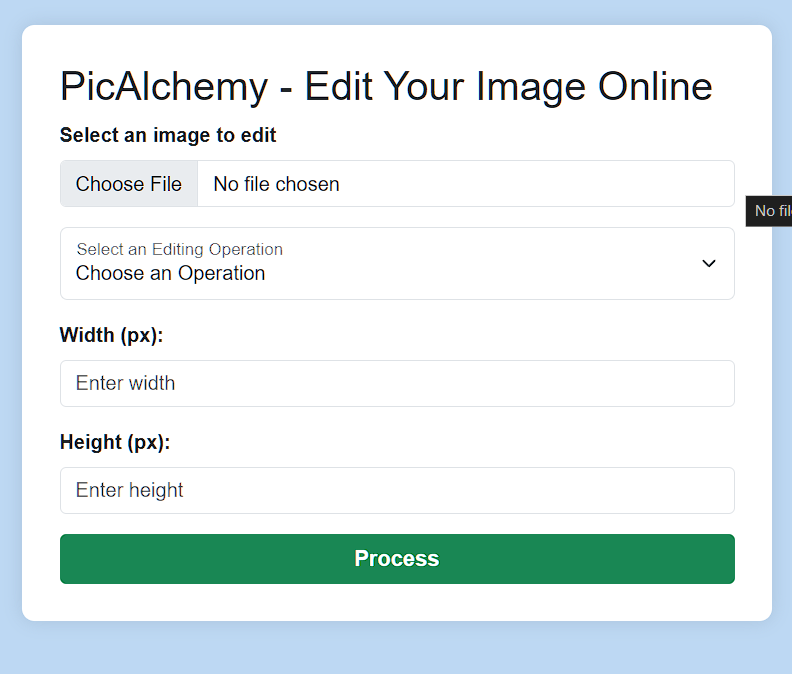 PicAlchemy - Edit Your Image Online
Select an image to edit
Choose File No file chosen
No
Select an Editing Operation
Choose an Operation
Width (px):
Enter width
Height (px):
Enter height
Process